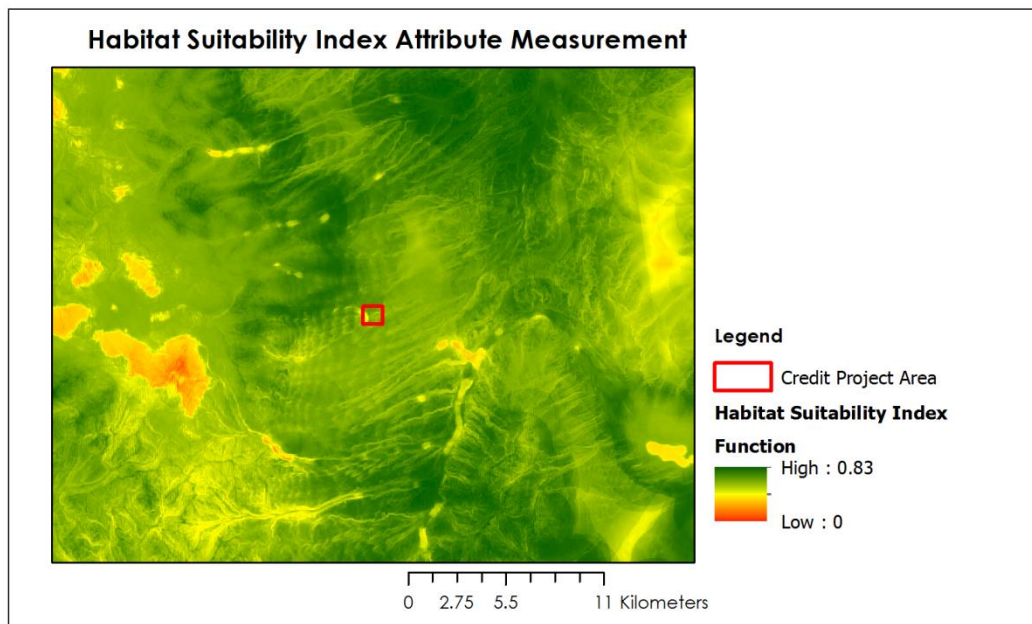 Habitat Suitability Index Attribute Measurement
Legend
Credit Project Area
Habitat Suitability Index
Function
High : 0.83
Low : 0
0 2.75 5.5 11 Kilometers